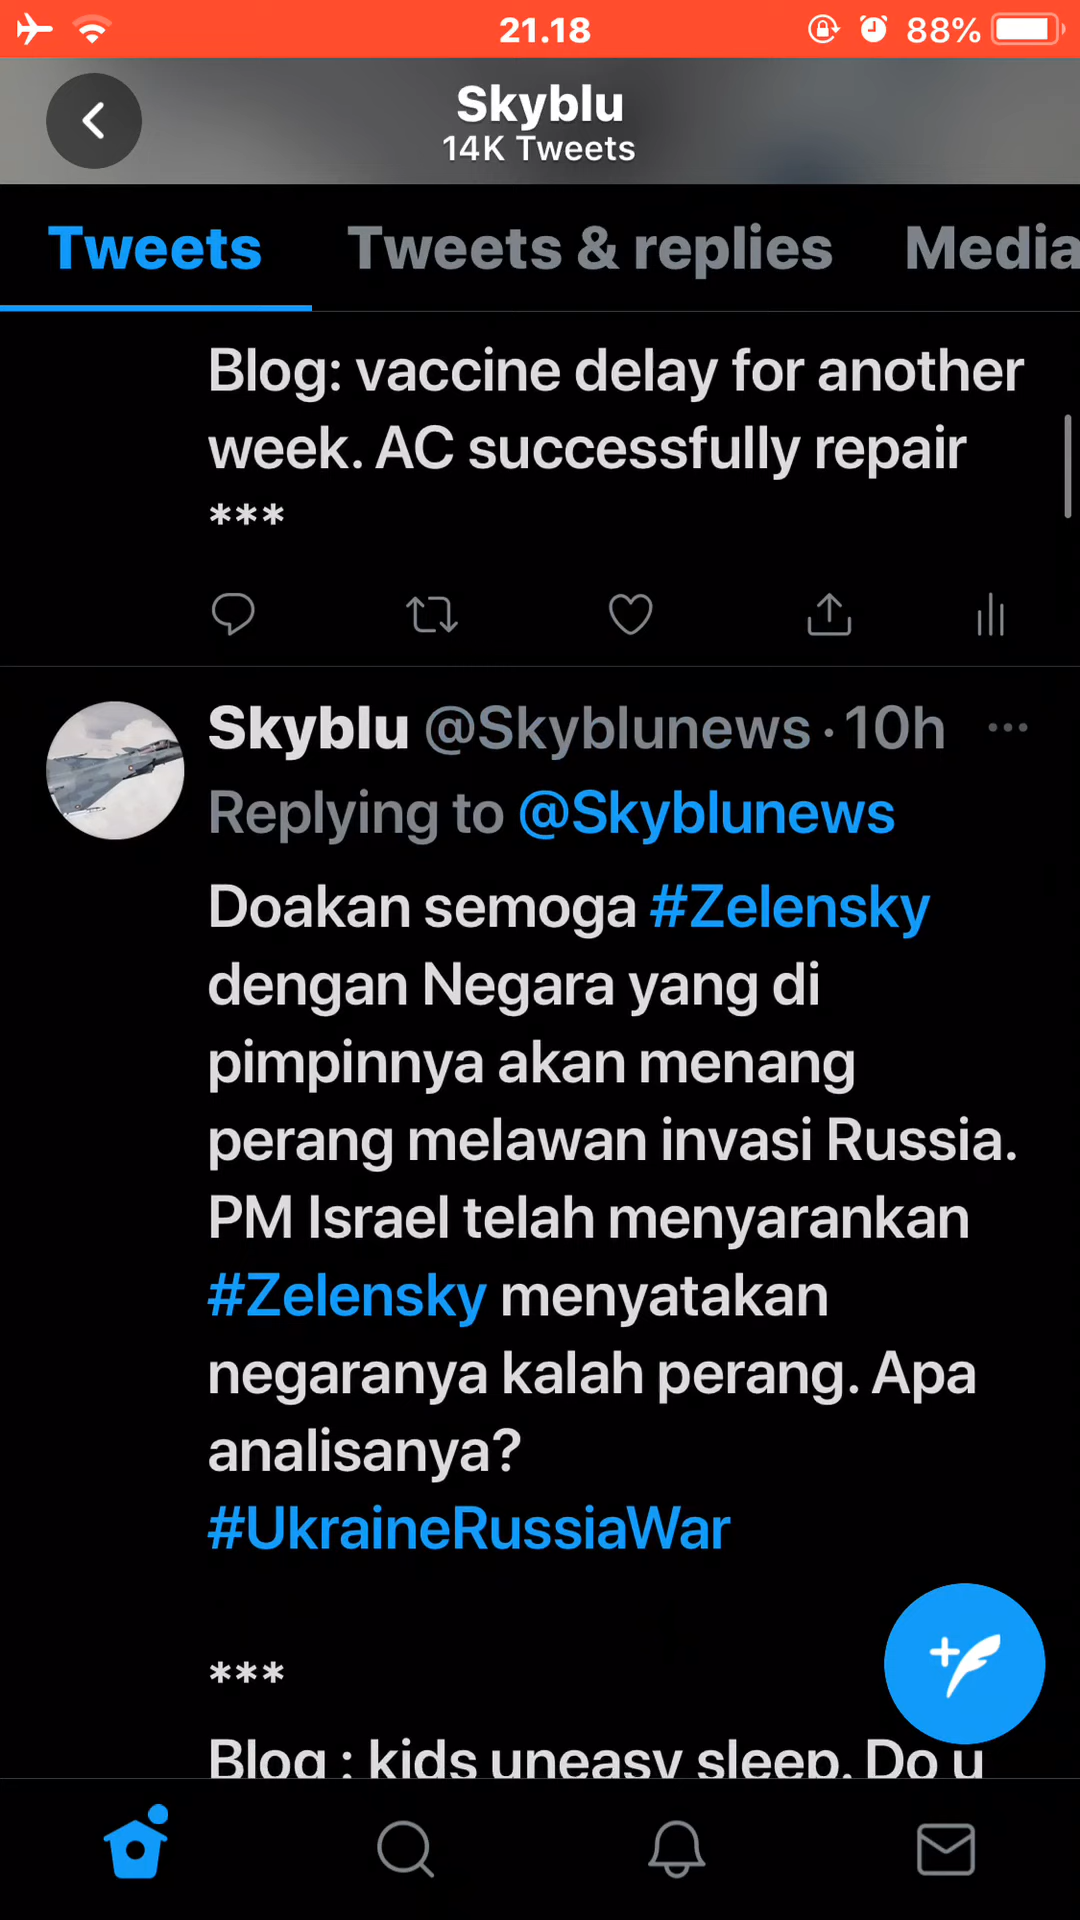 21.18
88%
Skyblu
14K Tweets
Tweets Tweets & replies Media
Blog: vaccine delay for another
week. AC successfully repair
***
Skyblu @Skyblunews · 10h
Replying to @Skyblunews
Doakan semoga #Zelensky
dengan Negara yang di
pimpinnya akan menang
perang melawan invasi Russia.
PM Israel telah menyarankan
#Zelensky menyatakan
negaranya kalah perang. Apa
analisanya?
#UkraineRussiaWar
***
Blog : kids uneasy sleep. Do u